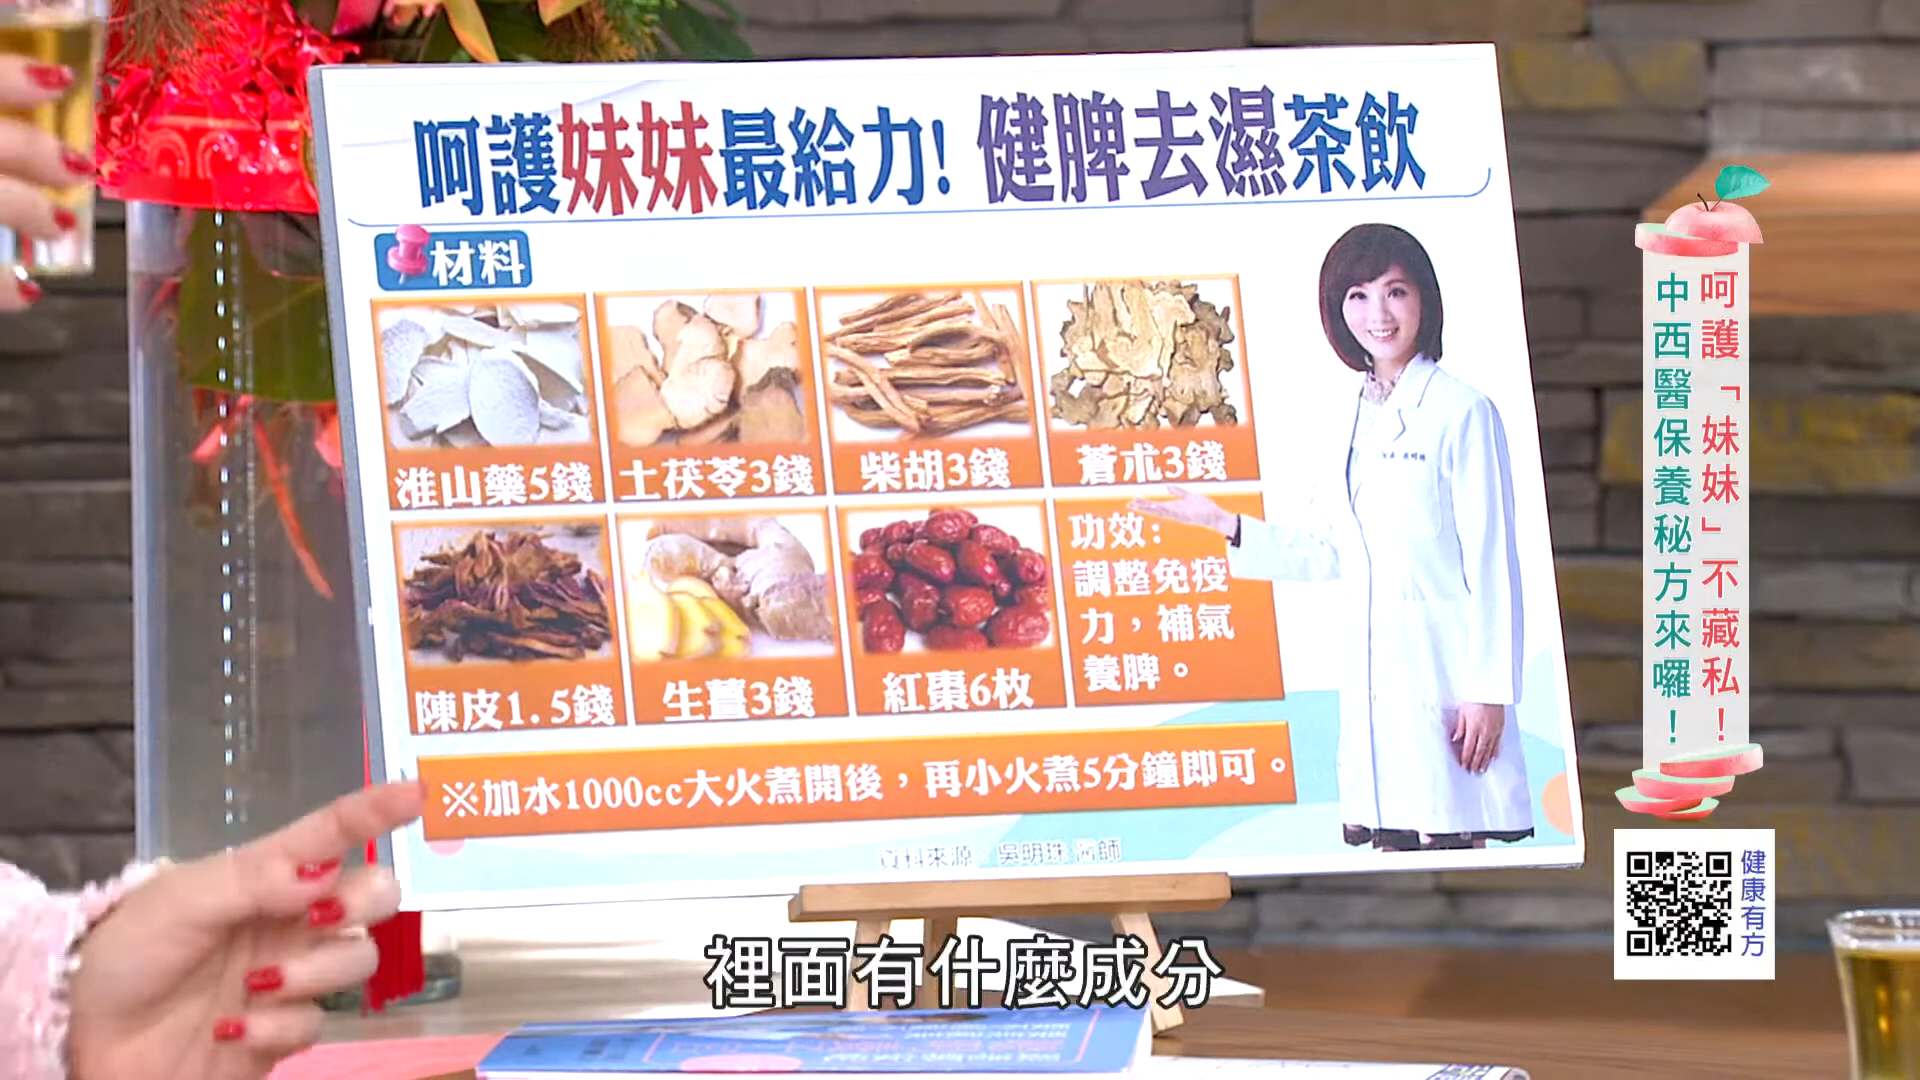 呵護妹妹最給力! 健脾去濕茶飲
材料
淮山藥5錢
土茯苓3錢
柴胡3錢
蒼朮3錢
陳皮1.5錢
生薑3錢
紅棗6枚
功效:
調整免疫
力，補氣
養脾。
※加水1000cc大火煮開後，再小火煮5分鐘即可。
資料來源：吳明珠 醫師
呵護「妹妹」不藏私！
中西醫保養秘方來囉！
健康有方
裡面有什麼成分